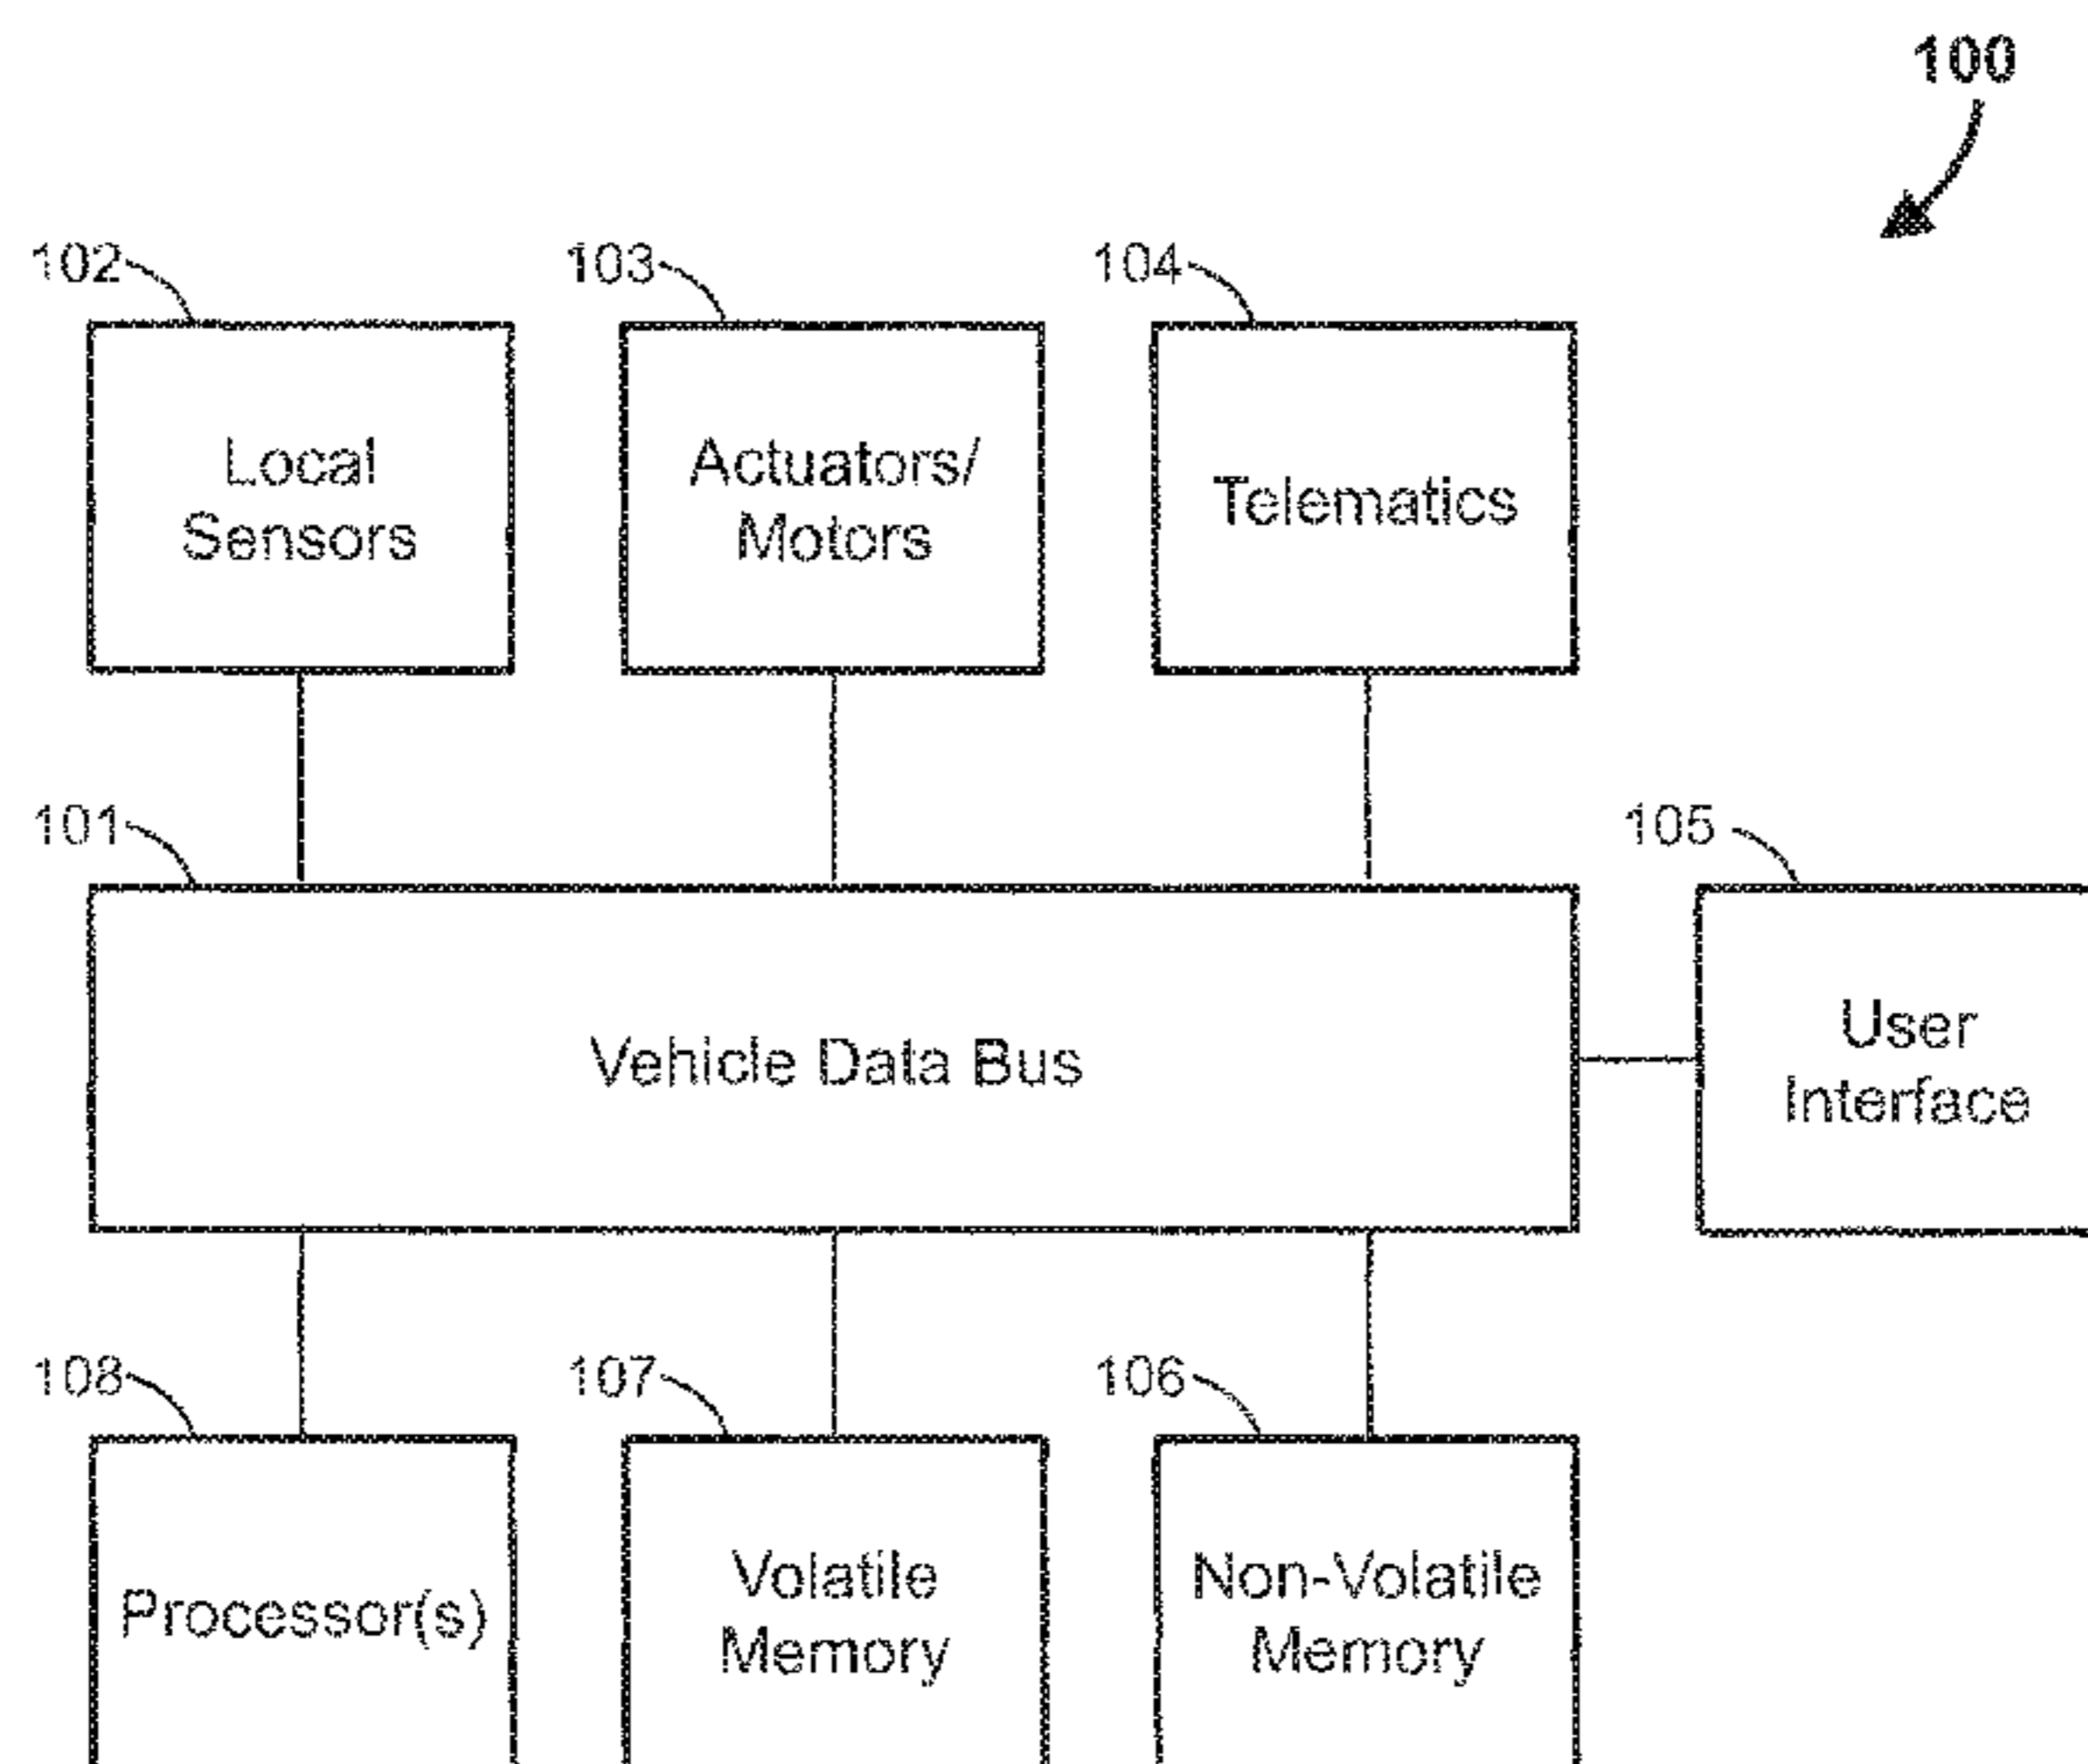 100
102
103
104
Local
Sensors
Actuators/
Motors
Telematics
101
105
Vehicle Data Bus
User
Interface
108
107
106
Processor(s)
Volatile
Memory
Non-Volatile
Memory